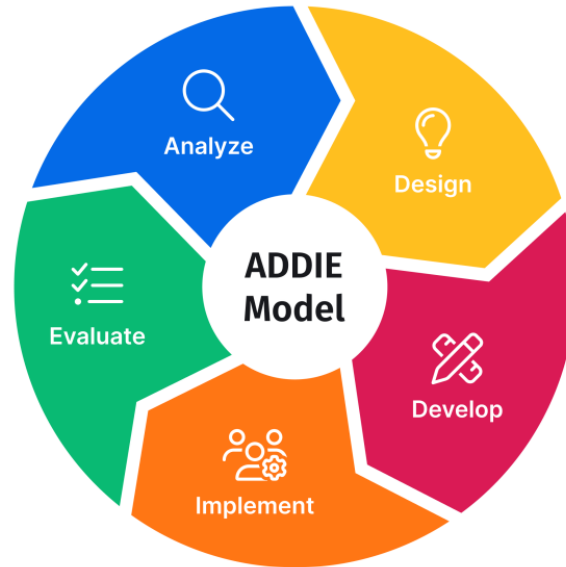 Analyze
Design
Develop
Implement
Evaluate
ADDIE
Model